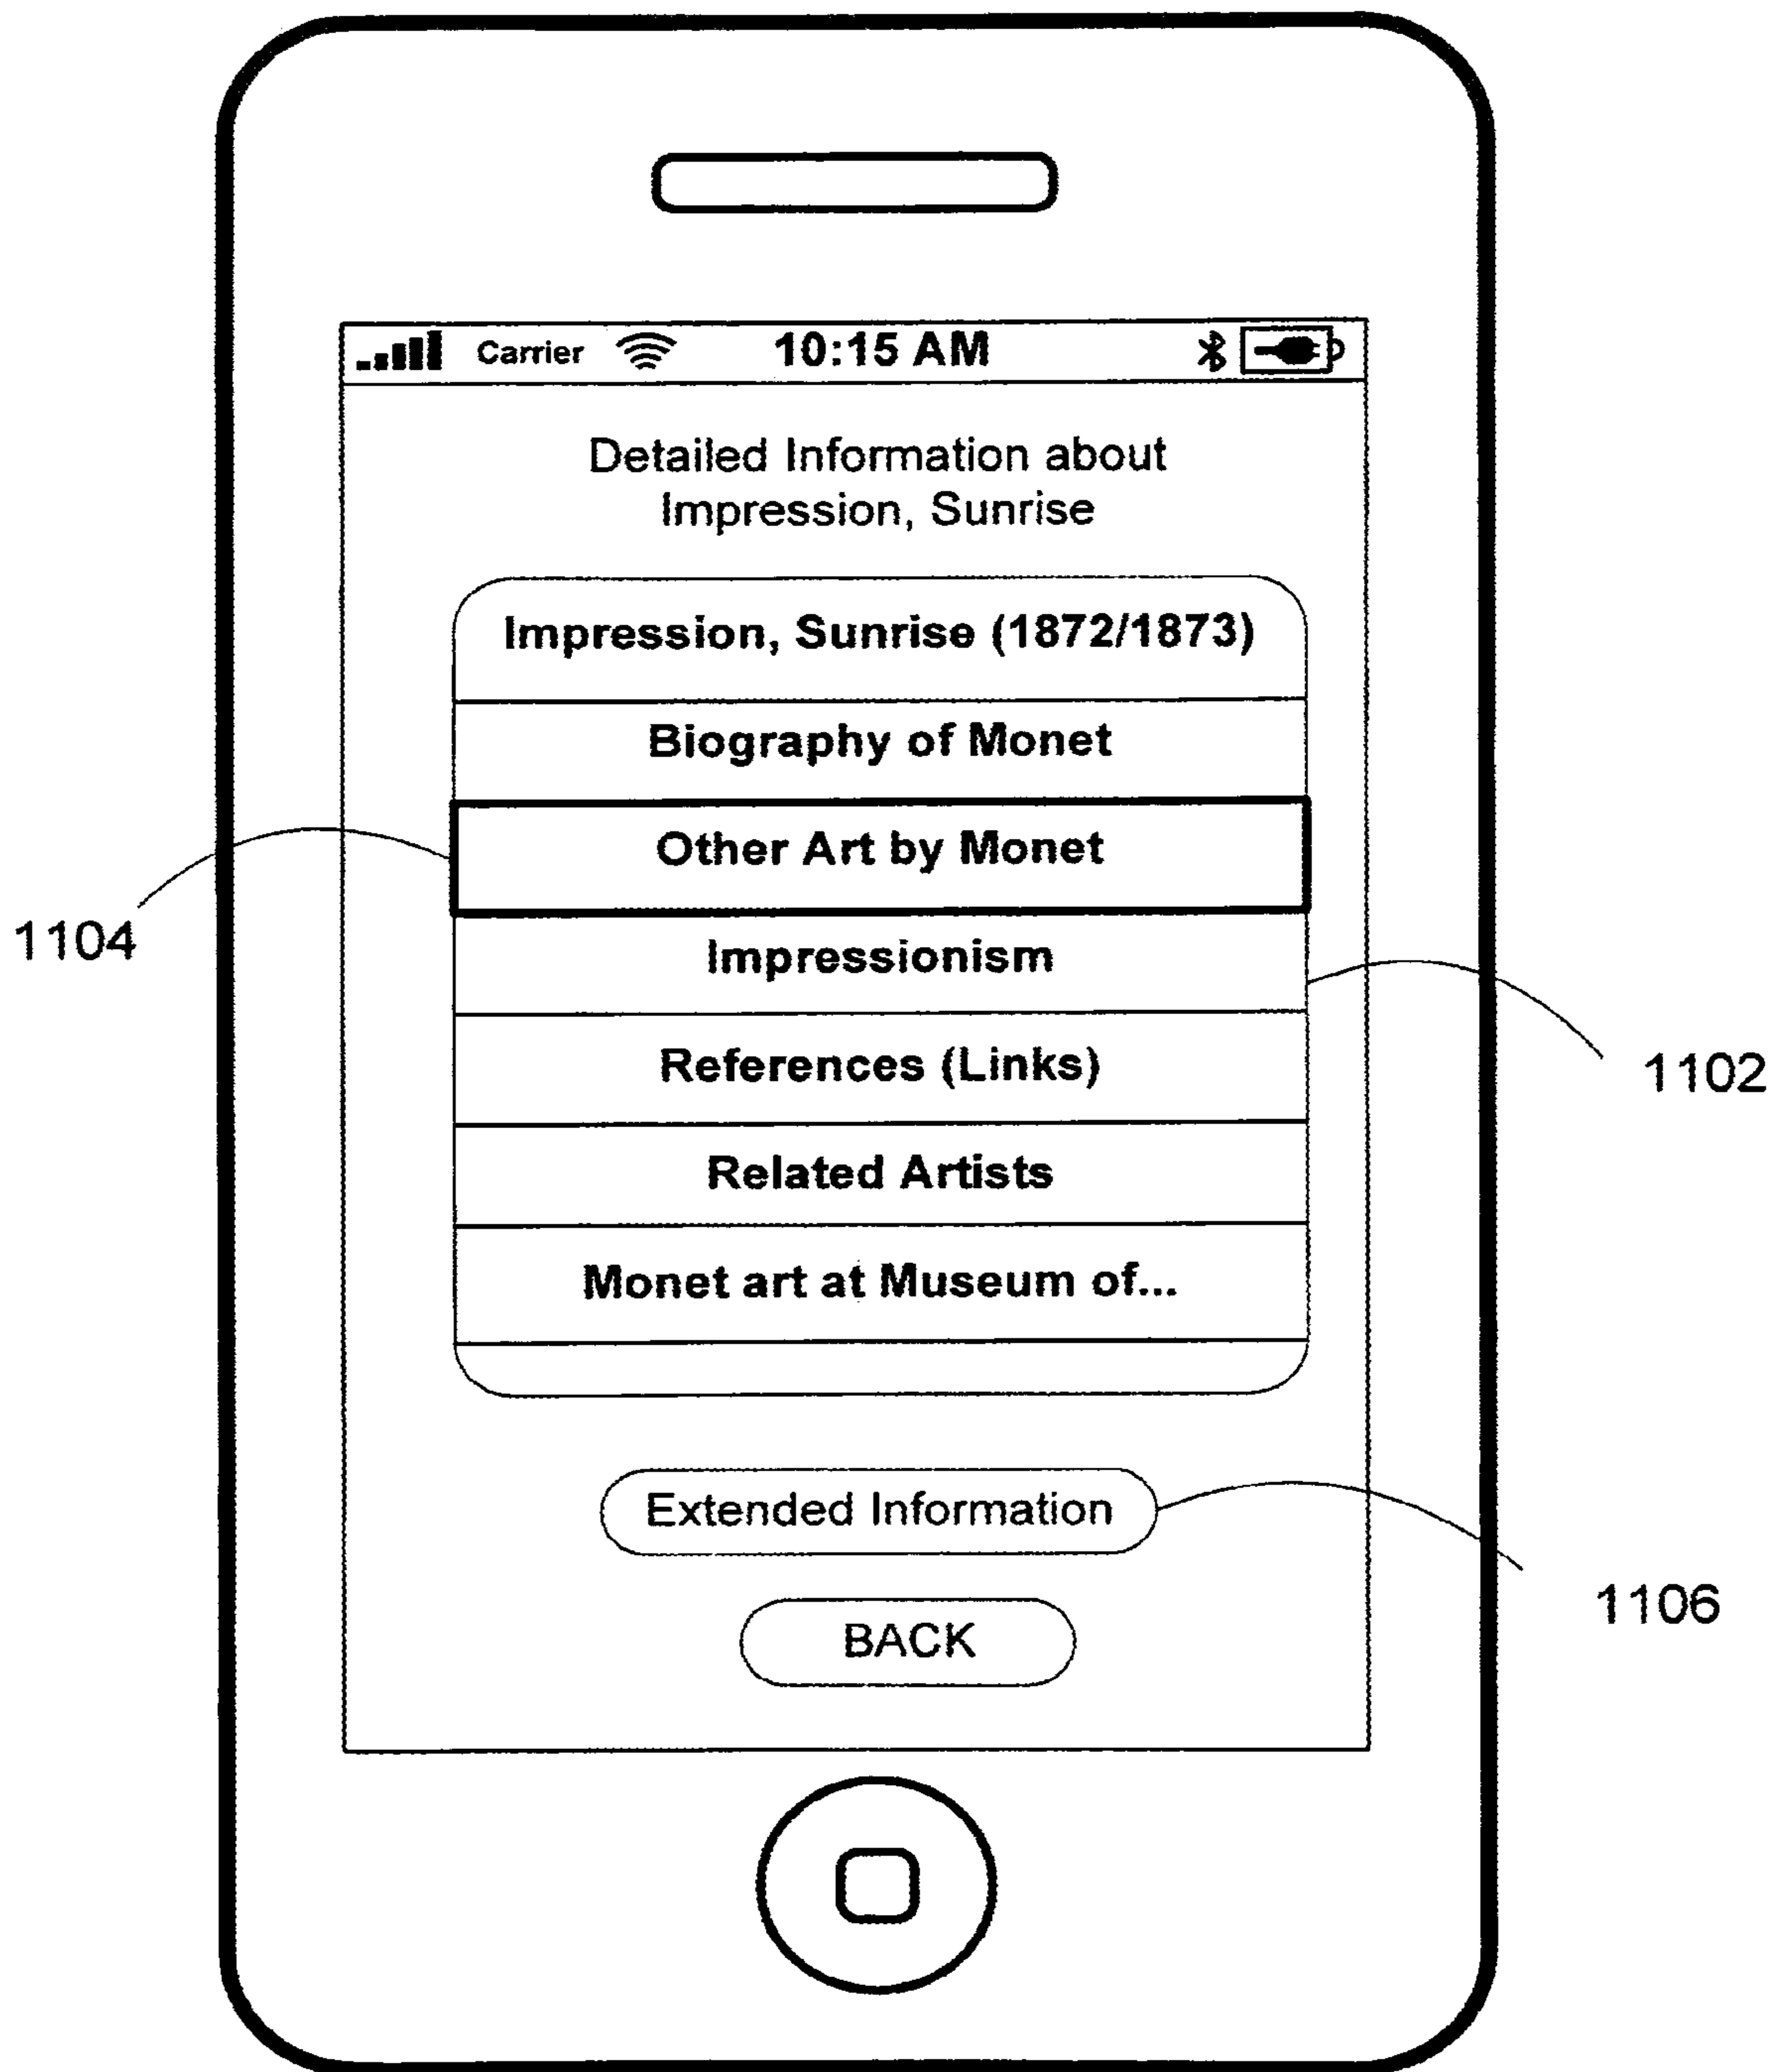 Carrier 10:15 AM
Detailed Information about
Impression, Sunrise
Impression, Sunrise (1872/1873)
Biography of Monet
Other Art by Monet
1104
Impressionism
References (Links)
1102
Related Artists
Monet art at Museum of...
Extended Information
1106
BACK